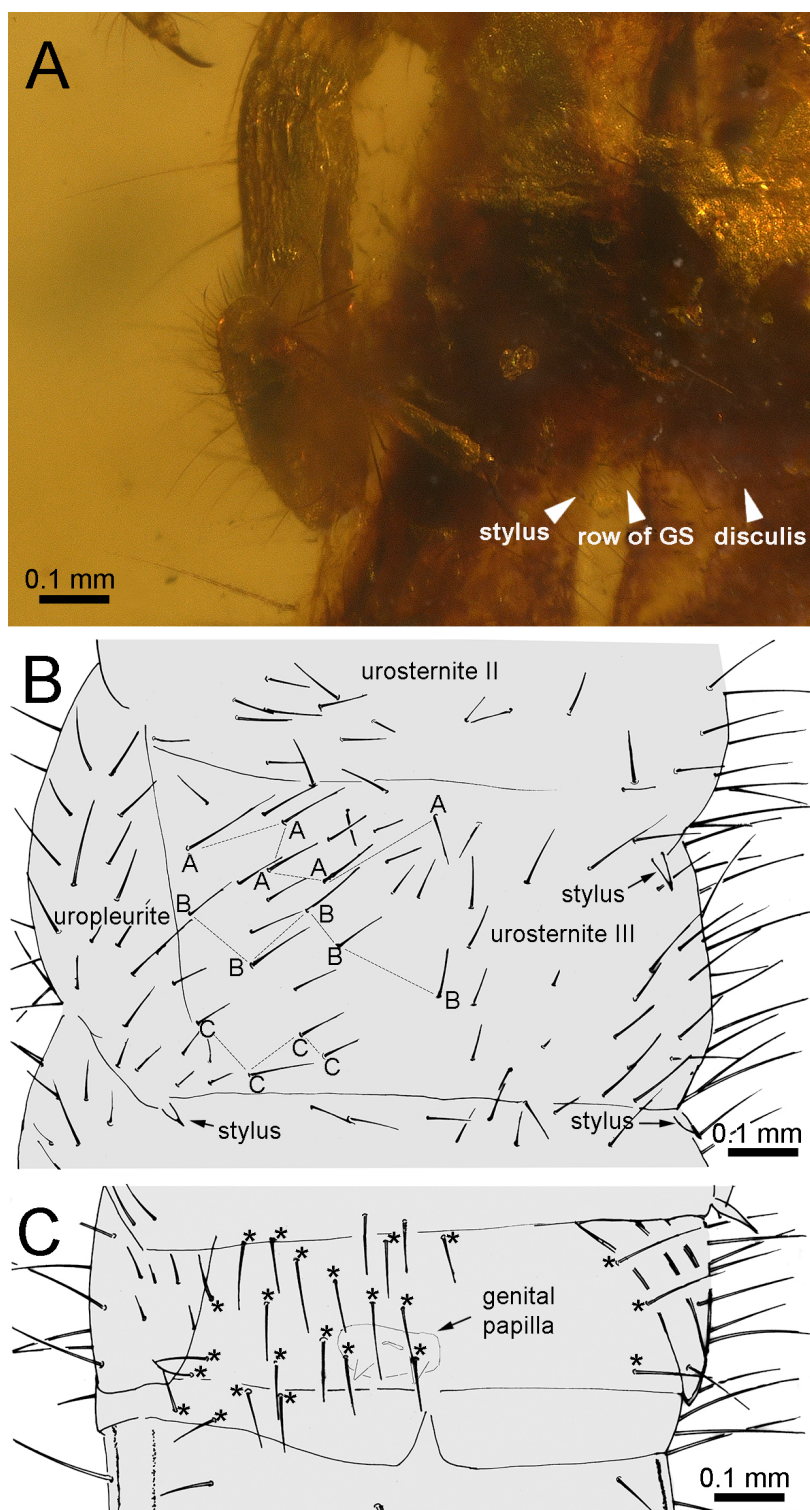 A
stylus row of GS disculis
0.1 mm
B
urosternite II
A
A
A
A
A
stylus
B
B
uropleurite
urosternite III
B
B
B
C
C
C
C
stylus
stylus
0.1 mm
C
* * * *
*
*
*
*
* *
*
*
* * *
* *
*
*
*
* *
*
genital
papilla
0.1 mm